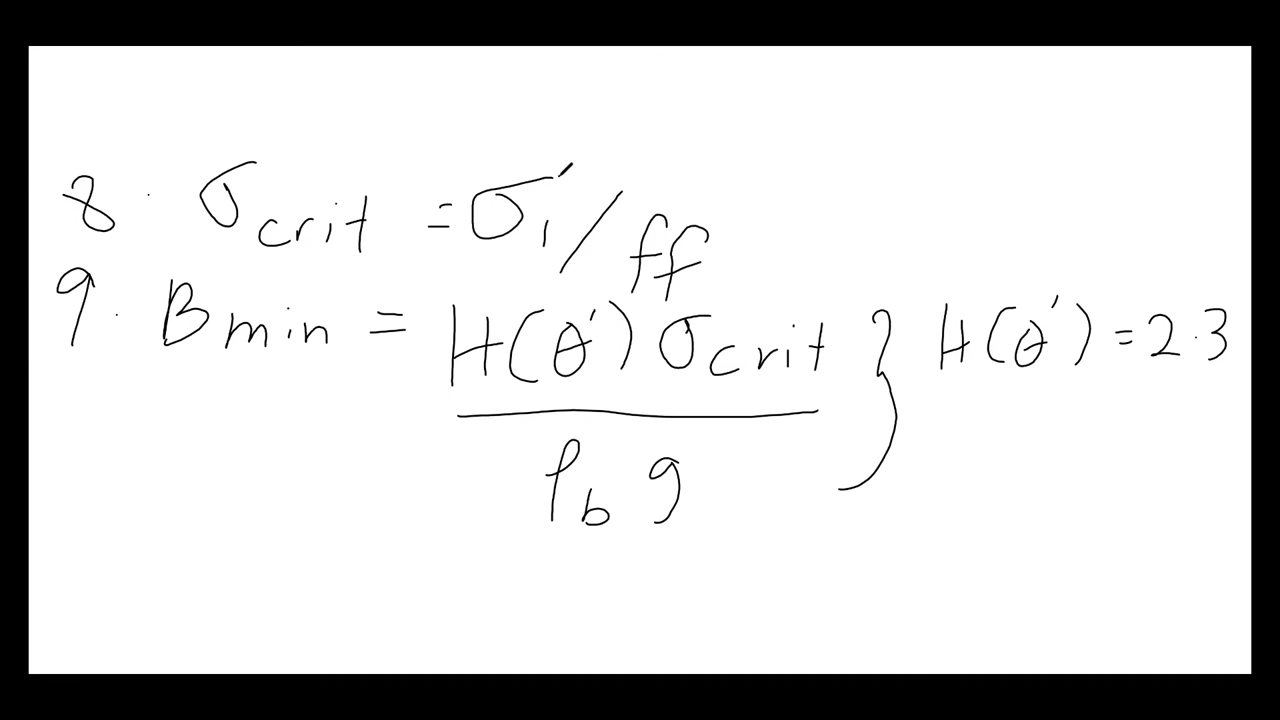 8. σcrit = σ₁′/ff
9. Bmin = H(θ′) σcrit / ρb g } H(θ′) = 2.3